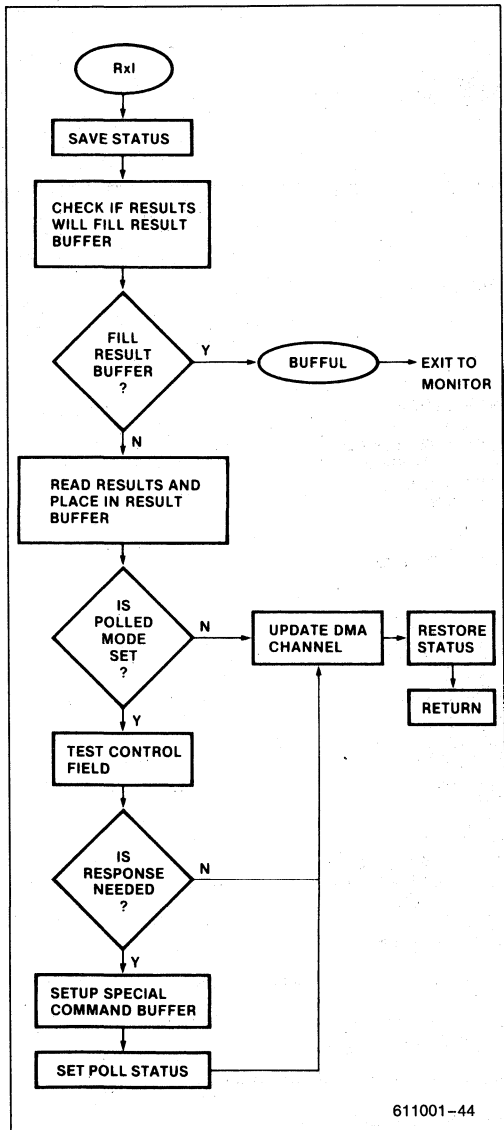 RxI
SAVE STATUS
CHECK IF RESULTS
WILL FILL RESULT
BUFFER
FILL
RESULT
BUFFER
?
Y
BUFFUL
EXIT TO
MONITOR
N
READ RESULTS AND
PLACE IN RESULT
BUFFER
IS
POLLED
MODE
SET
?
N
UPDATE DMA
CHANNEL
RESTORE
STATUS
RETURN
Y
TEST CONTROL
FIELD
IS
RESPONSE
NEEDED
?
N
Y
SETUP SPECIAL
COMMAND BUFFER
SET POLL STATUS
611001–44